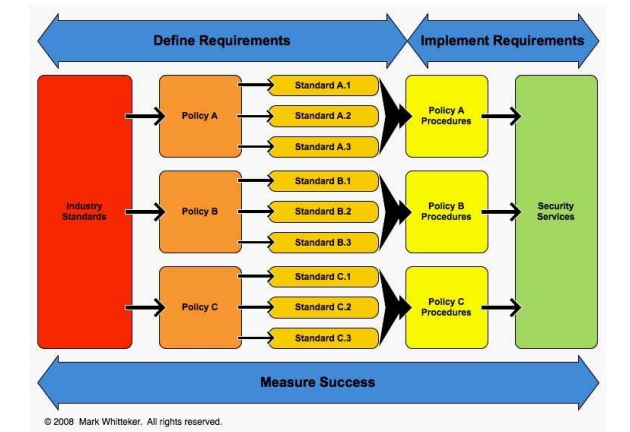 Define Requirements
Implement Requirements
Industry
Standards
Policy A
Standard A.1
Standard A.2
Standard A.3
Policy A
Procedures
Policy B
Standard B.1
Standard B.2
Standard B.3
Policy B
Procedures
Policy C
Standard C.1
Standard C.2
Standard C.3
Policy C
Procedures
Security
Services
Measure Success
© 2008 Mark Whitteker. All rights reserved.